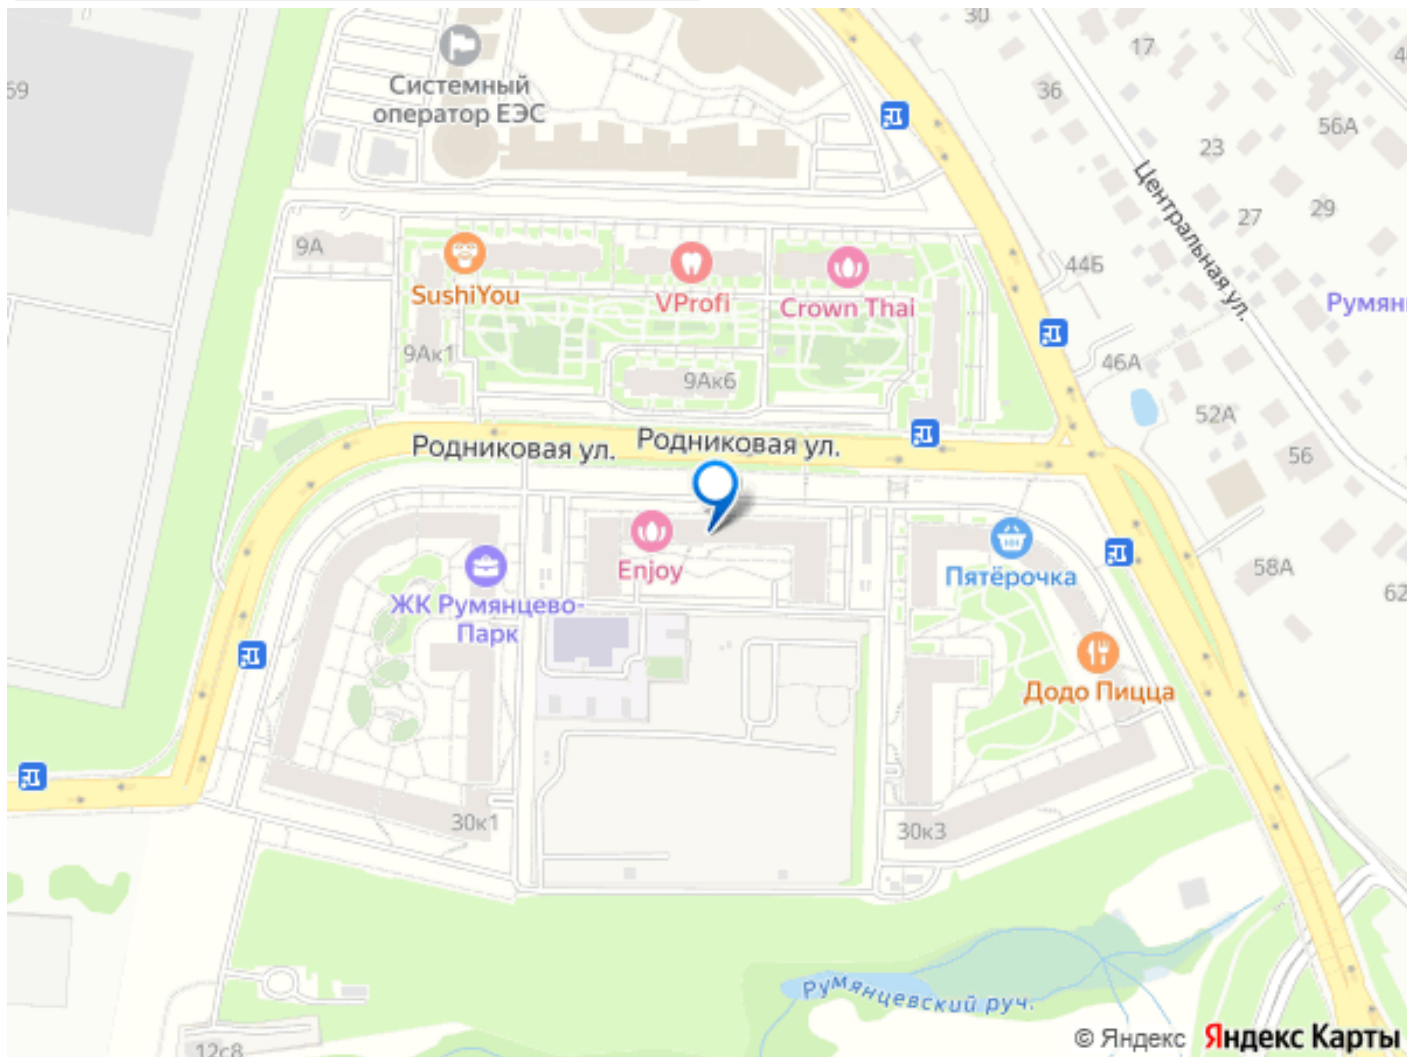 30
17
59
Системный
оператор ЕЭС
36
56А
23
Центральная ул.
27
29
9А
44Б
SushiYou
VProfi
Crown Thai
9Ак1
46А
9Ак6
52А
Родниковая ул.
Родниковая ул.
56
Enjoy
Пятёрочка
58А
62
ЖК Румянцево-
Парк
Додо Пицца
30к1
30к3
Румянцевский руч.
12с8
© Яндекс Яндекс Карты